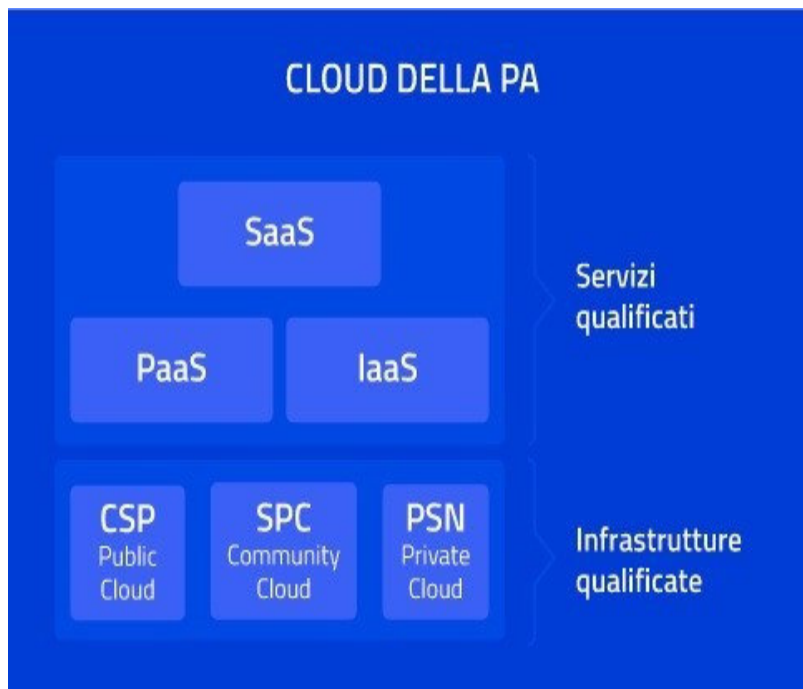 CLOUD DELLA PA
SaaS
PaaS
IaaS
Servizi
qualificati
CSP
Public
Cloud
SPC
Community
Cloud
PSN
Private
Cloud
Infrastrutture
qualificate